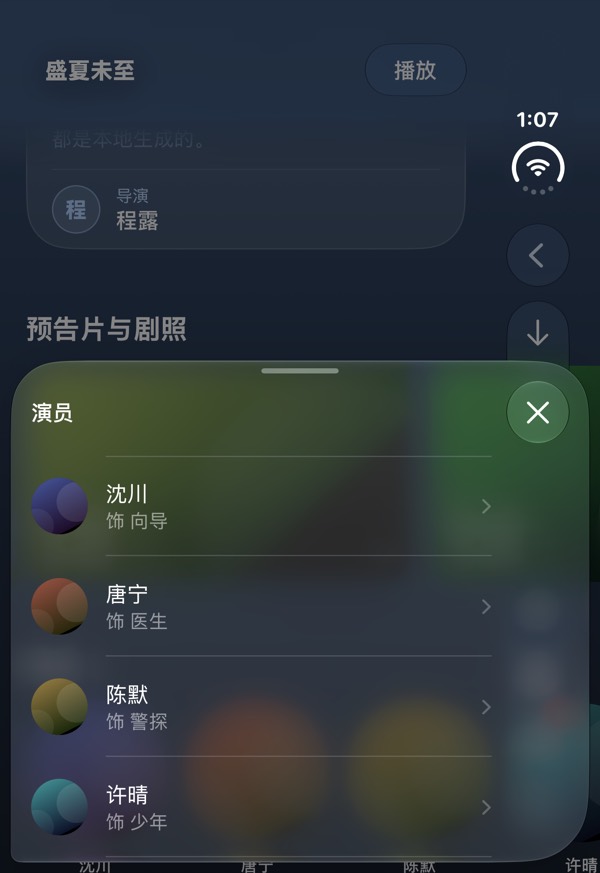 盛夏未至
播放
1:07
都是本地生成的。
程
导演
程露
预告片与剧照
演员
沈川
饰 向导
唐宁
饰 医生
陈默
饰 警探
许晴
饰 少年
沈川
唐宁
陈默
许晴